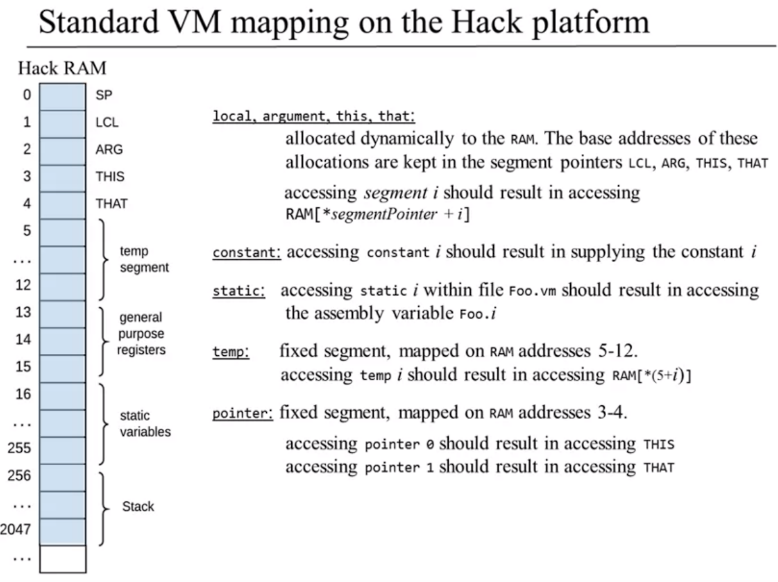 Standard VM mapping on the Hack platform
Hack RAM
0 SP
1 LCL
2 ARG
3 THIS
4 THAT
5
...
12
temp
segment
13
14
15
general
purpose
registers
16
...
255
static
variables
256
...
2047
Stack
...
local, argument, this, that:
allocated dynamically to the RAM. The base addresses of these
allocations are kept in the segment pointers LCL, ARG, THIS, THAT
accessing segment i should result in accessing
RAM[*segmentPointer + i]
constant: accessing constant i should result in supplying the constant i
static: accessing static i within file Foo.vm should result in accessing
the assembly variable Foo.i
temp: fixed segment, mapped on RAM addresses 5-12.
accessing temp i should result in accessing RAM[*(5+i)]
pointer: fixed segment, mapped on RAM addresses 3-4.
accessing pointer 0 should result in accessing THIS
accessing pointer 1 should result in accessing THAT